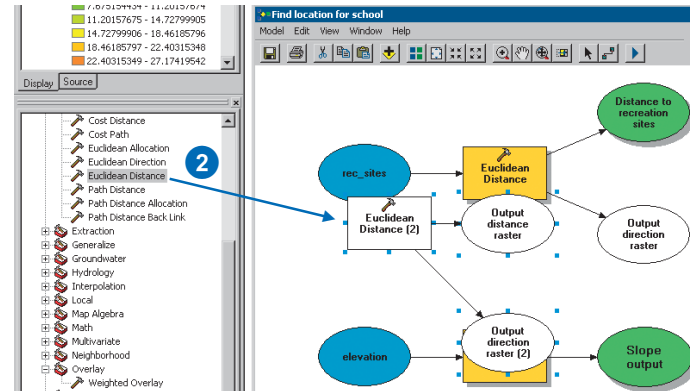 7.675154434 - 11.20157674
11.20157675 - 14.72799905
14.72799906 - 18.46185796
18.46185797 - 22.40315348
22.40315349 - 27.17419542
Display Source
Cost Distance
Cost Path
Euclidean Allocation
Euclidean Direction
Euclidean Distance
Path Distance
Path Distance Allocation
Path Distance Back Link
Extraction
Generalize
Groundwater
Hydrology
Interpolation
Local
Map Algebra
Math
Multivariate
Neighborhood
Overlay
Weighted Overlay
2
Find location for school
Model Edit View Window Help
Distance to
recreation
sites
rec_sites
Euclidean
Distance
Euclidean
Distance (2)
Output
distance
raster
Output
direction
raster
Output
direction
raster (2)
elevation
Slope
output